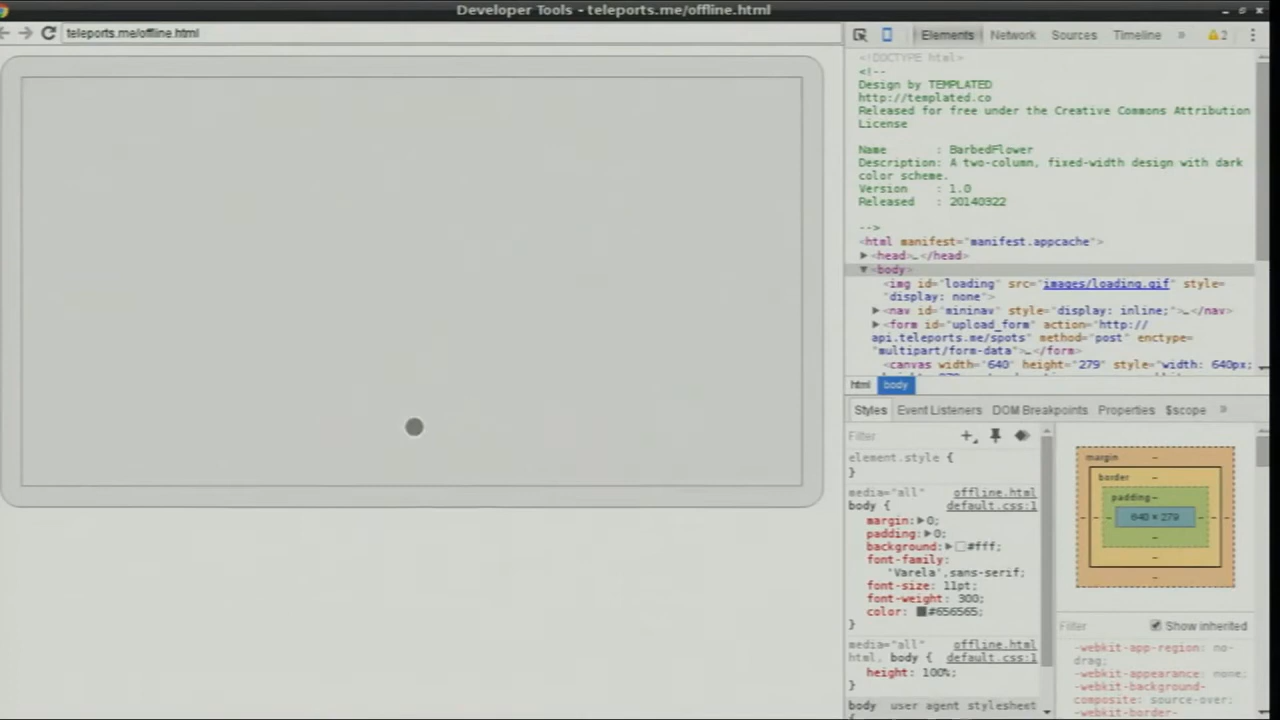 Developer Tools - teleports.me/offline.html
teleports.me/offline.html
Elements Network Sources Timeline » 2
<!DOCTYPE html>
<!--
Design by TEMPLATED
http://templated.co
Released for free under the Creative Commons Attribution
License
Name : BarbedFlower
Description: A two-column, fixed-width design with dark
color scheme.
Version : 1.0
Released : 20140322
-->
<html manifest="manifest.appcache">
<head>…</head>
<body>
<img id="loading" src="images/loading.gif" style=
"display: none">
<nav id="mininav" style="display: inline;">…</nav>
<form id="upload_form" action="http://
api.teleports.me/spots" method="post" enctype=
"multipart/form-data">…</form>
<canvas width="640" height="279" style="width: 640px;
html body
Styles Event Listeners DOM Breakpoints Properties $scope »
Filter
element.style {
}
media="all" offline.html
body { default.css:1
margin: 0;
padding: 0;
background: #fff;
font-family:
'Varela',sans-serif;
font-size: 11pt;
font-weight: 300;
color: #656565;
}
media="all" offline.html
html, body { default.css:1
height: 100%;
}
body user agent stylesheet
margin –
border –
padding –
– – 640 × 279 – –
–
–
–
Filter Show inherited
-webkit-app-region: no-
drag;
-webkit-appearance: none;
-webkit-background-
composite: source-over;
-webkit-border-